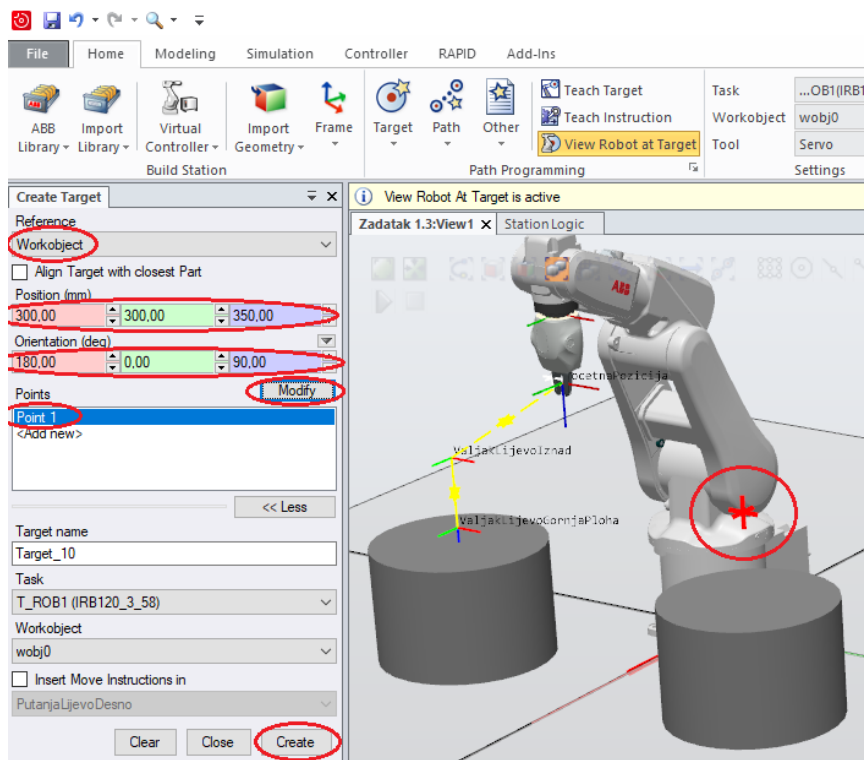 File Home Modeling Simulation Controller RAPID Add-Ins
ABB Library
Import Library
Virtual Controller
Import Geometry
Frame
Build Station
Target
Path
Other
Teach Target
Teach Instruction
View Robot at Target
Path Programming
Task ...OB1(IRB1
Workobject wobj0
Tool Servo
Settings
Create Target
Reference
Workobject
Align Target with closest Part
Position (mm)
300,00 300,00 350,00
Orientation (deg)
180,00 0,00 90,00
Points
Modify
Point 1
<Add new>
<< Less
Target name
Target_10
Task
T_ROB1 (IRB120_3_58)
Workobject
wobj0
Insert Move Instructions in
PutanjaLijevoDesno
Clear Close Create
View Robot At Target is active
Zadatak 1.3:View1 Station Logic
ABB
ocetnaPozicija
ValjakLijevoIznad
ValjakLijevoGornjaPloha